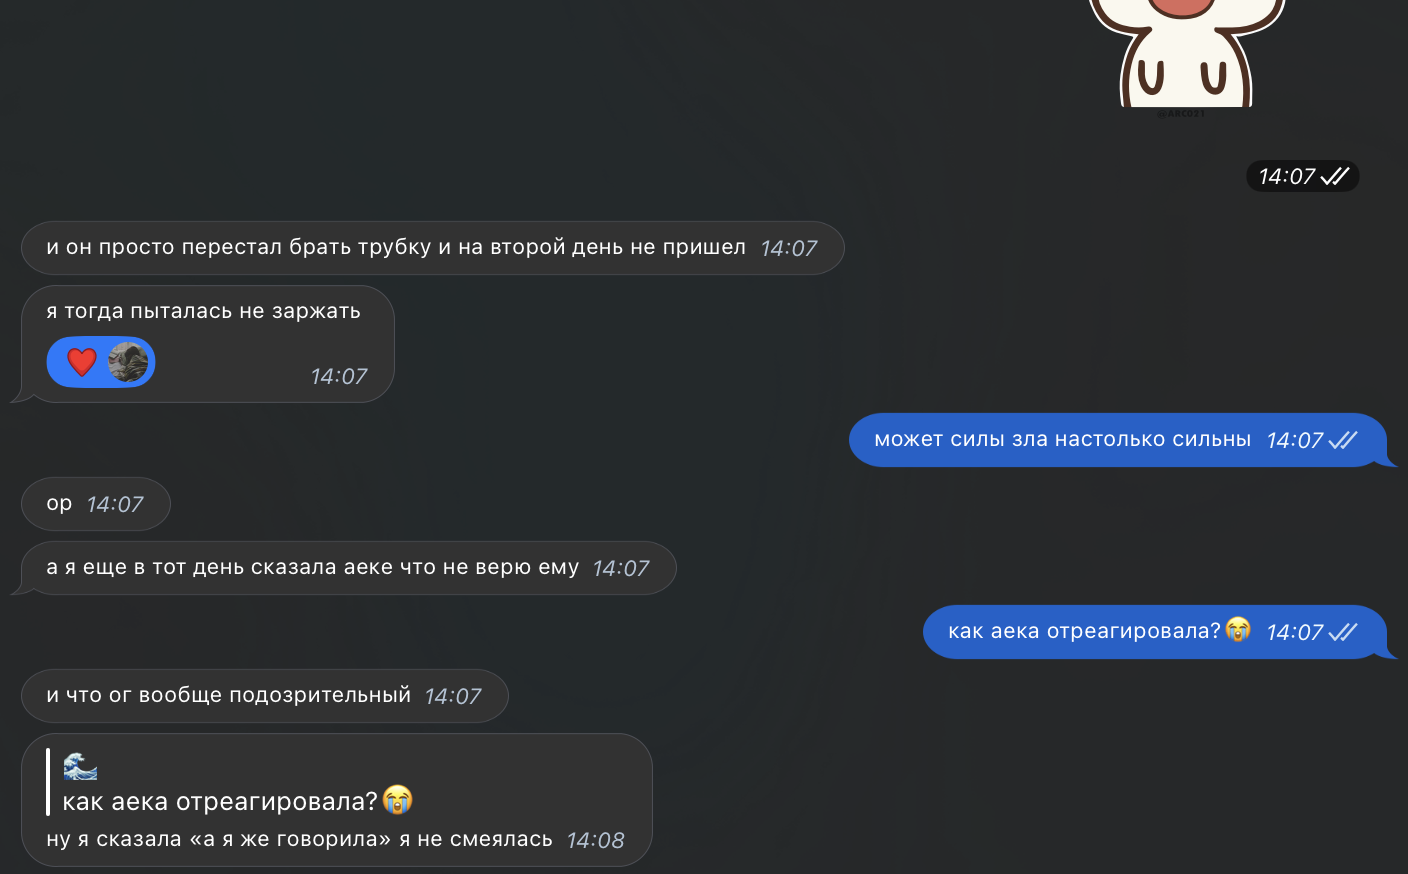 @ARCO31
14:07
и он просто перестал брать трубку и на второй день не пришел 14:07
я тогда пыталась не заржать
14:07
может силы зла настолько сильны 14:07
ор 14:07
а я еще в тот день сказала аеке что не верю ему 14:07
как аека отреагировала?😭 14:07
и что ог вообще подозрительный 14:07
🌊
как аека отреагировала?😭
ну я сказала «а я же говорила» я не смеялась 14:08